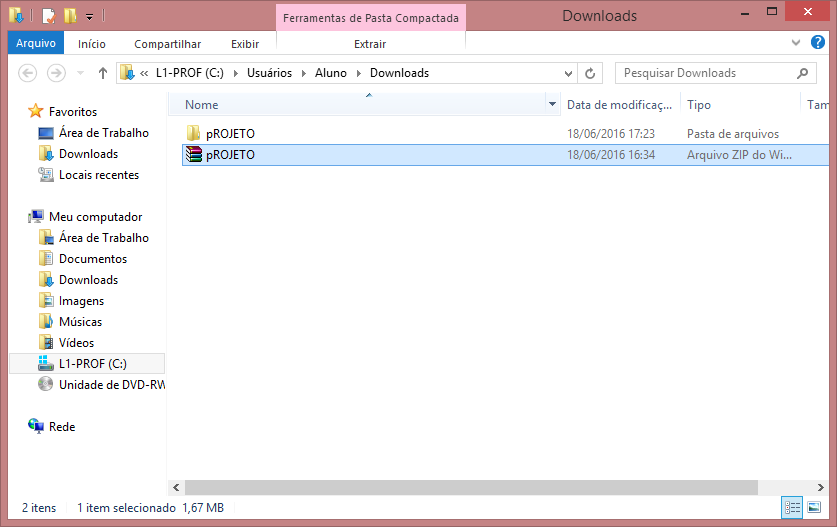 Ferramentas de Pasta Compactada
Downloads
Arquivo
Início
Compartilhar
Exibir
Extrair
« L1-PROF (C:) Usuários Aluno Downloads
Pesquisar Downloads
Nome
Data de modificaç...
Tipo
Tam
pROJETO 18/06/2016 17:23 Pasta de arquivos
pROJETO 18/06/2016 16:34 Arquivo ZIP do Wi...
Favoritos
Área de Trabalho
Downloads
Locais recentes
Meu computador
Área de Trabalho
Documentos
Downloads
Imagens
Músicas
Vídeos
L1-PROF (C:)
Unidade de DVD-RW
Rede
2 itens 1 item selecionado 1,67 MB